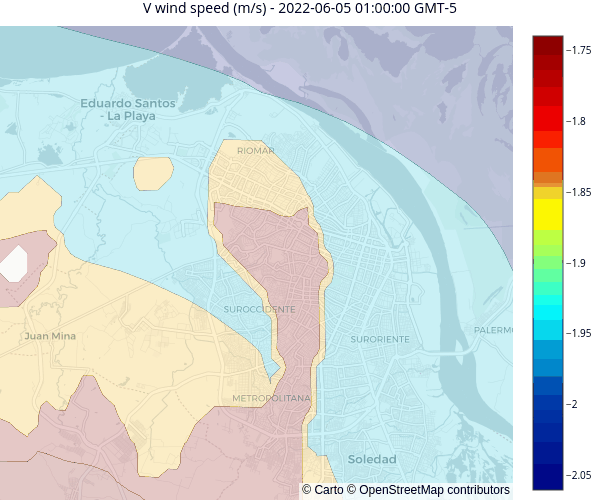 V wind speed (m/s) - 2022-06-05 01:00:00 GMT-5
−1.75
Eduardo Santos
- La Playa
−1.8
RIOMAR
−1.85
−1.9
SUROCCIDENTE
−1.95
Juan Mina
SURORIENTE
PALERMO
METROPOLITANA
−2
Soledad
−2.05
© Carto © OpenStreetMap contributors